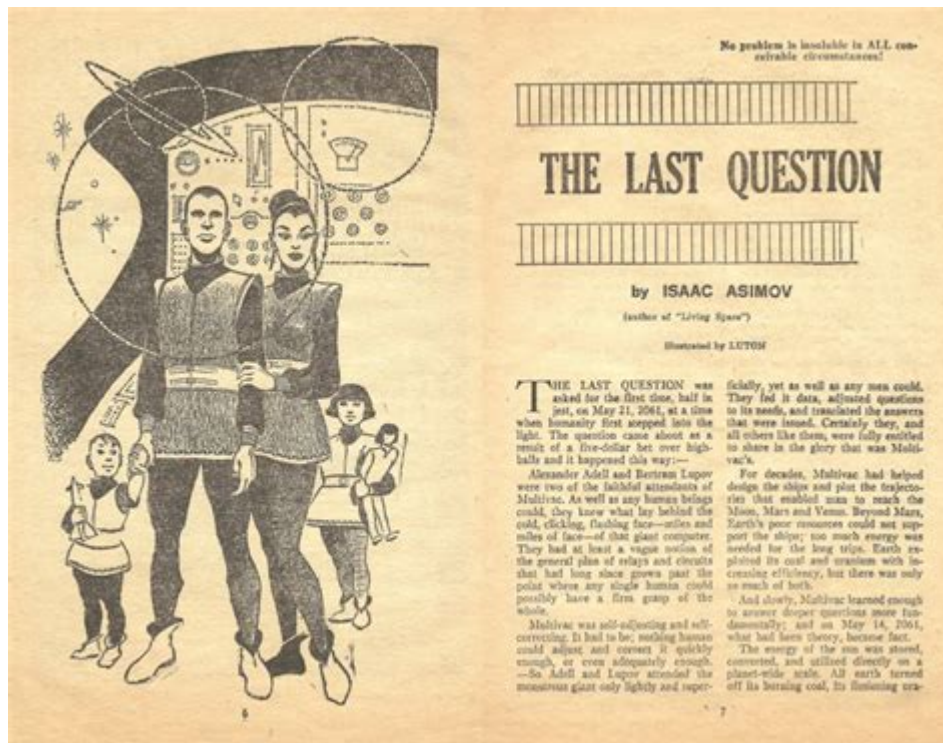 No problem is insoluble in ALL con-
ceivable circumstances!
THE LAST QUESTION
by ISAAC ASIMOV
(author of "Living Space")
Illustrated by LUTON
THE LAST QUESTION was
asked for the first time, half in
jest, on May 21, 2061, at a time
when humanity first stepped into the
light. The question came about as a
result of a five-dollar bet over high-
balls and it happened this way:—
Alexander Adell and Bertram Lupov
were two of the faithful attendants of
Multivac. As well as any human beings
could, they knew what lay behind the
cold, clicking, flashing face—miles and
miles of face—of that giant computer.
They had at least a vague notion of
the general plan of relays and circuits
that had long since grown past the
point where any single human could
possibly have a firm grasp of the
whole.
Multivac was self-adjusting and self-
correcting. It had to be; nothing human
could adjust and correct it quickly
enough, or even adequately enough.
—So Adell and Lupov attended the
monstrous giant only lightly and super-
ficially, yet as well as any men could.
They fed it data, adjusted questions
to its needs, and translated the answers
that were issued. Certainly they, and
all others like them, were fully entitled
to share in the glory that was Multi-
vac's.
For decades, Multivac had helped
design the ships and plot the trajecto-
ries that enabled man to reach the
Moon, Mars and Venus. Beyond Mars,
Earth's poor resources could not sup-
port the ships; too much energy was
needed for the long trips. Earth ex-
ploited its coal and uranium with in-
creasing efficiency, but there was only
so much of both.
And slowly, Multivac learned enough
to answer deeper questions more fun-
damentally; and on May 14, 2061,
what had been theory, became fact.
The energy of the sun was stored,
converted, and utilized directly on a
planet-wide scale. All earth turned
off its burning coal, its fissioning ura-
6
7